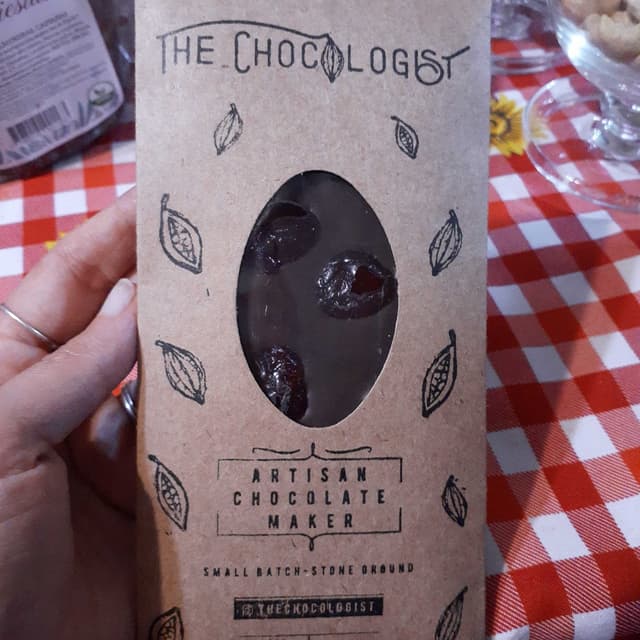 THE CHOCOLOGIST
ARTISAN
CHOCOLATE
MAKER
SMALL BATCH-STONE GROUND
@THECHOCOLOGIST